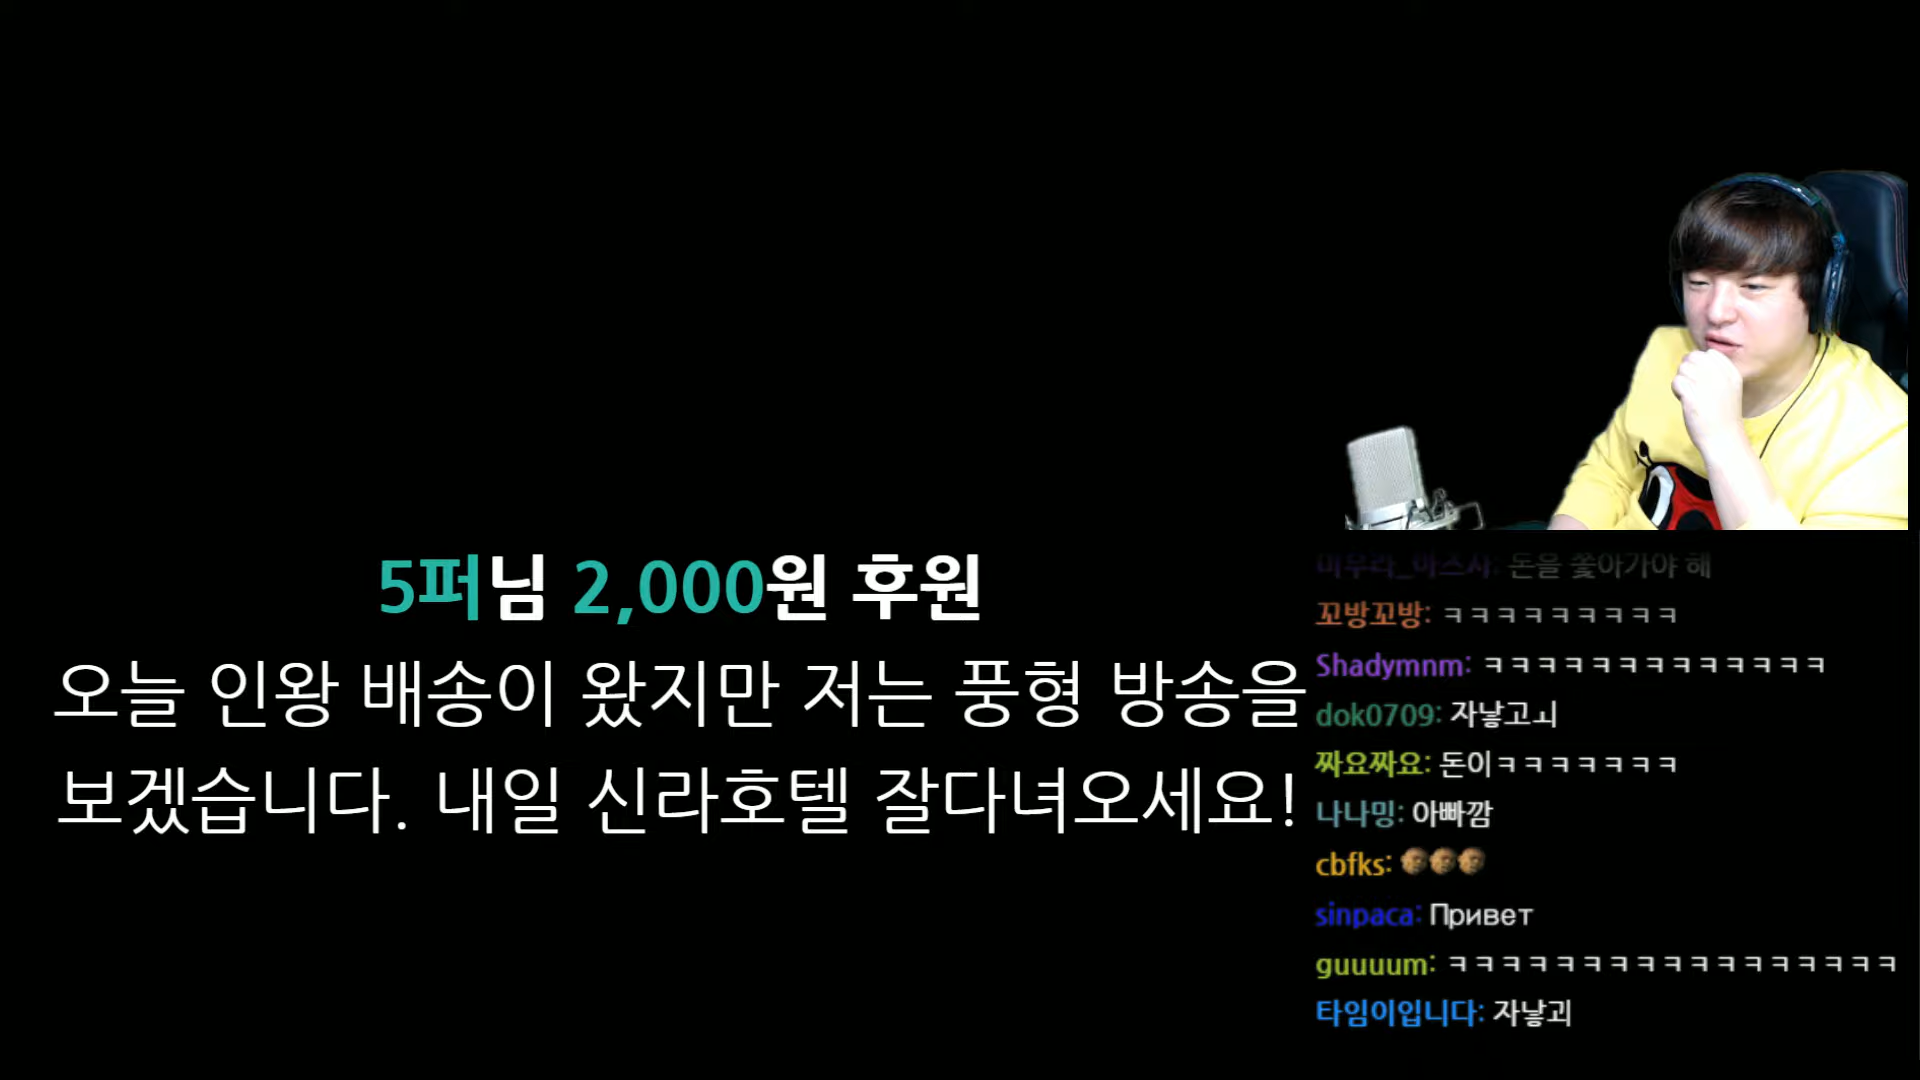 5퍼님 2,000원 후원
오늘 인왕 배송이 왔지만 저는 풍형 방송을
보겠습니다. 내일 신라호텔 잘다녀오세요!
돈을 쫓아가야 해
꼬방꼬방: ㅋㅋㅋㅋㅋㅋㅋㅋㅋ
Shadymnm: ㅋㅋㅋㅋㅋㅋㅋㅋㅋㅋㅋㅋㅋ
dok0709: 자낳고ㅚ
짜요짜요: 돈이ㅋㅋㅋㅋㅋㅋㅋ
나나밍: 아빠깜
cbfks:
sinpaca: Привет
guuuum: ㅋㅋㅋㅋㅋㅋㅋㅋㅋㅋㅋㅋㅋㅋㅋㅋㅋ
타임이입니다: 자낳괴